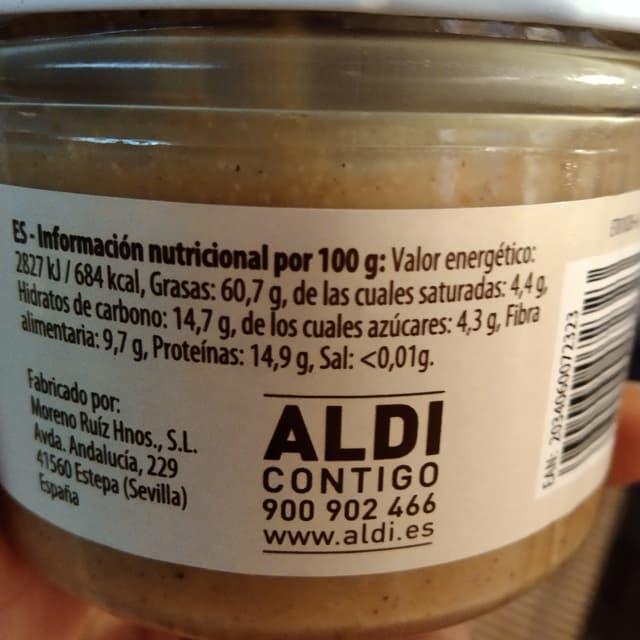 ES - Información nutricional por 100 g: Valor energético:
2827 kJ / 684 kcal, Grasas: 60,7 g, de las cuales saturadas: 4,4 g,
Hidratos de carbono: 14,7 g, de los cuales azúcares: 4,3 g, Fibra
alimentaria: 9,7 g, Proteínas: 14,9 g, Sal: <0,01g.
Fabricado por:
Moreno Ruíz Hnos., S.L.
Avda. Andalucía, 229
41560 Estepa (Sevilla)
España
ALDI
CONTIGO
900 902 466
www.aldi.es
EAN: 2034060072323